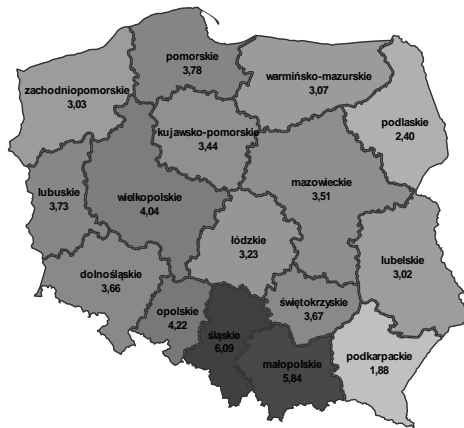 pomorskie
3,78
warmińsko-mazurskie
3,07
zachodniopomorskie
3,03
podlaskie
2,40
kujawsko-pomorskie
3,44
mazowieckie
3,51
lubuskie
3,73
wielkopolskie
4,04
łódzkie
3,23
lubelskie
3,02
dolnośląskie
3,66
świętokrzyskie
3,67
opolskie
4,22
śląskie
6,09
małopolskie
5,84
podkarpackie
1,88